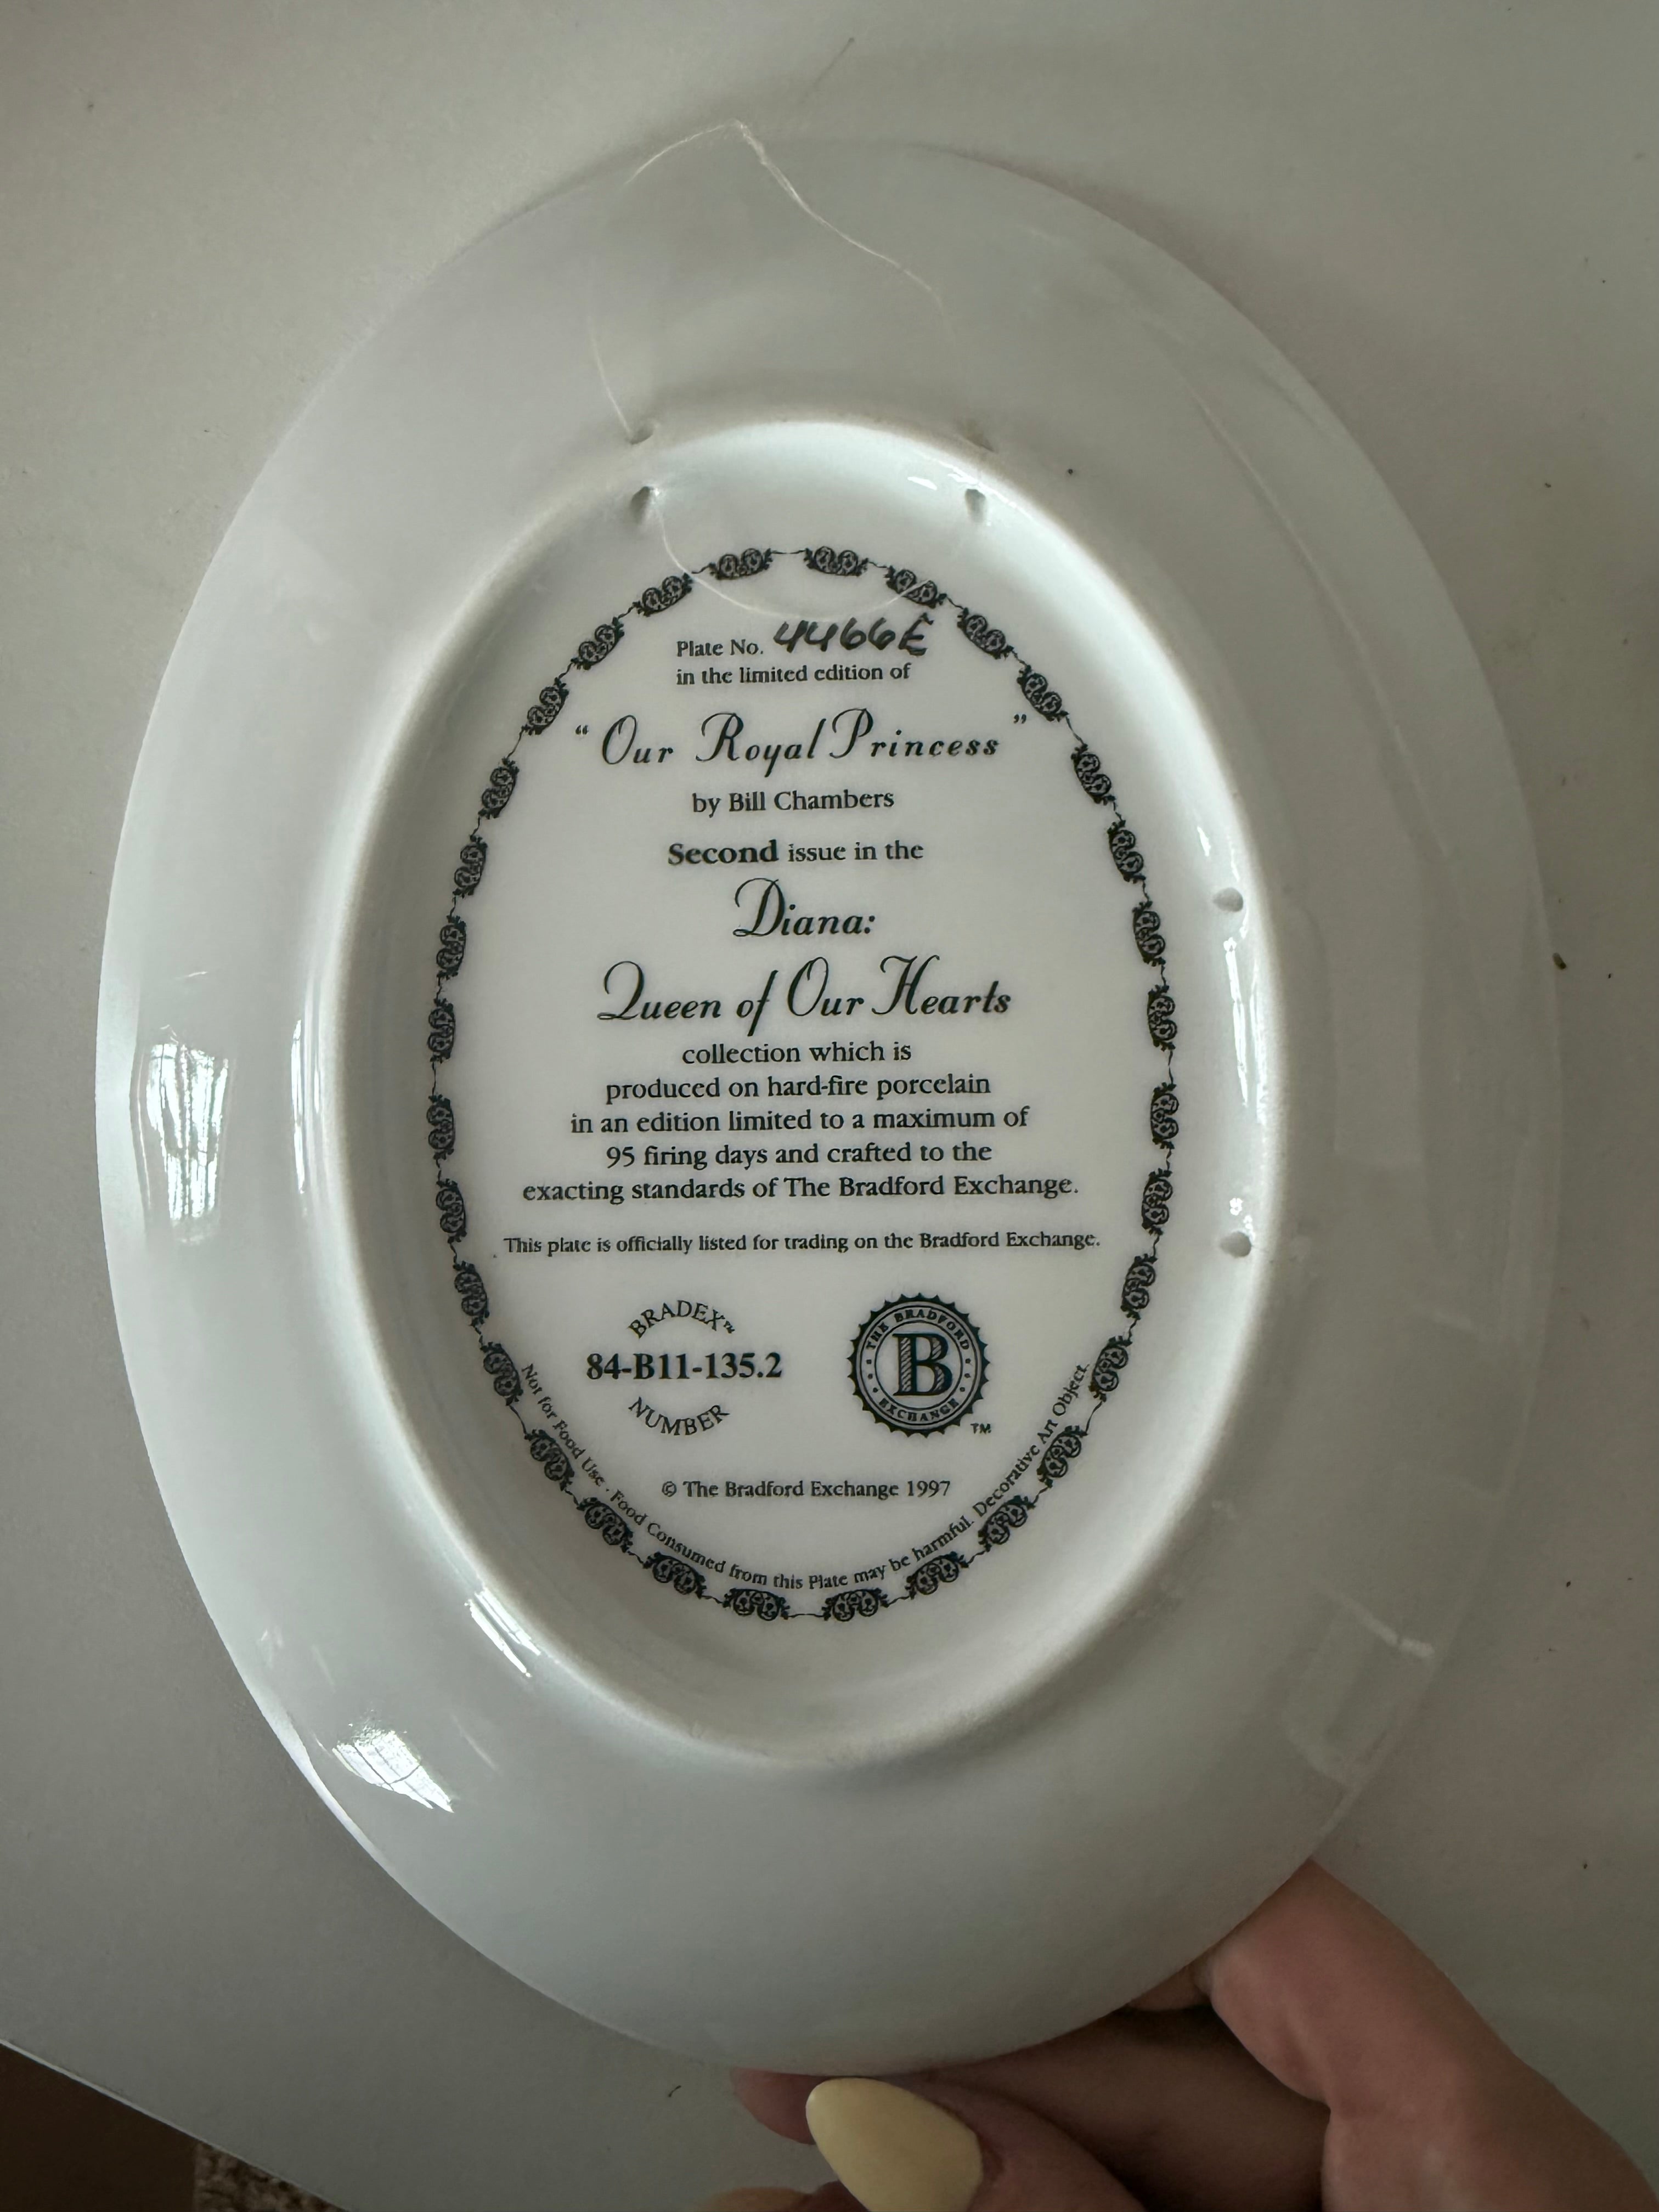 Plate No. 4466E
in the limited edition of
"Our Royal Princess"
by Bill Chambers
Second issue in the
Diana:
Queen of Our Hearts
collection which is
produced on hard-fire porcelain
in an edition limited to a maximum of
95 firing days and crafted to the
exacting standards of The Bradford Exchange.
This plate is officially listed for trading on the Bradford Exchange.
BRADEX™
84-B11-135.2
NUMBER
THE BRADFORD
B
EXCHANGE
TM
© The Bradford Exchange 1997
Not for Food Use · Food Consumed from this Plate may be harmful. Decorative Art Object.